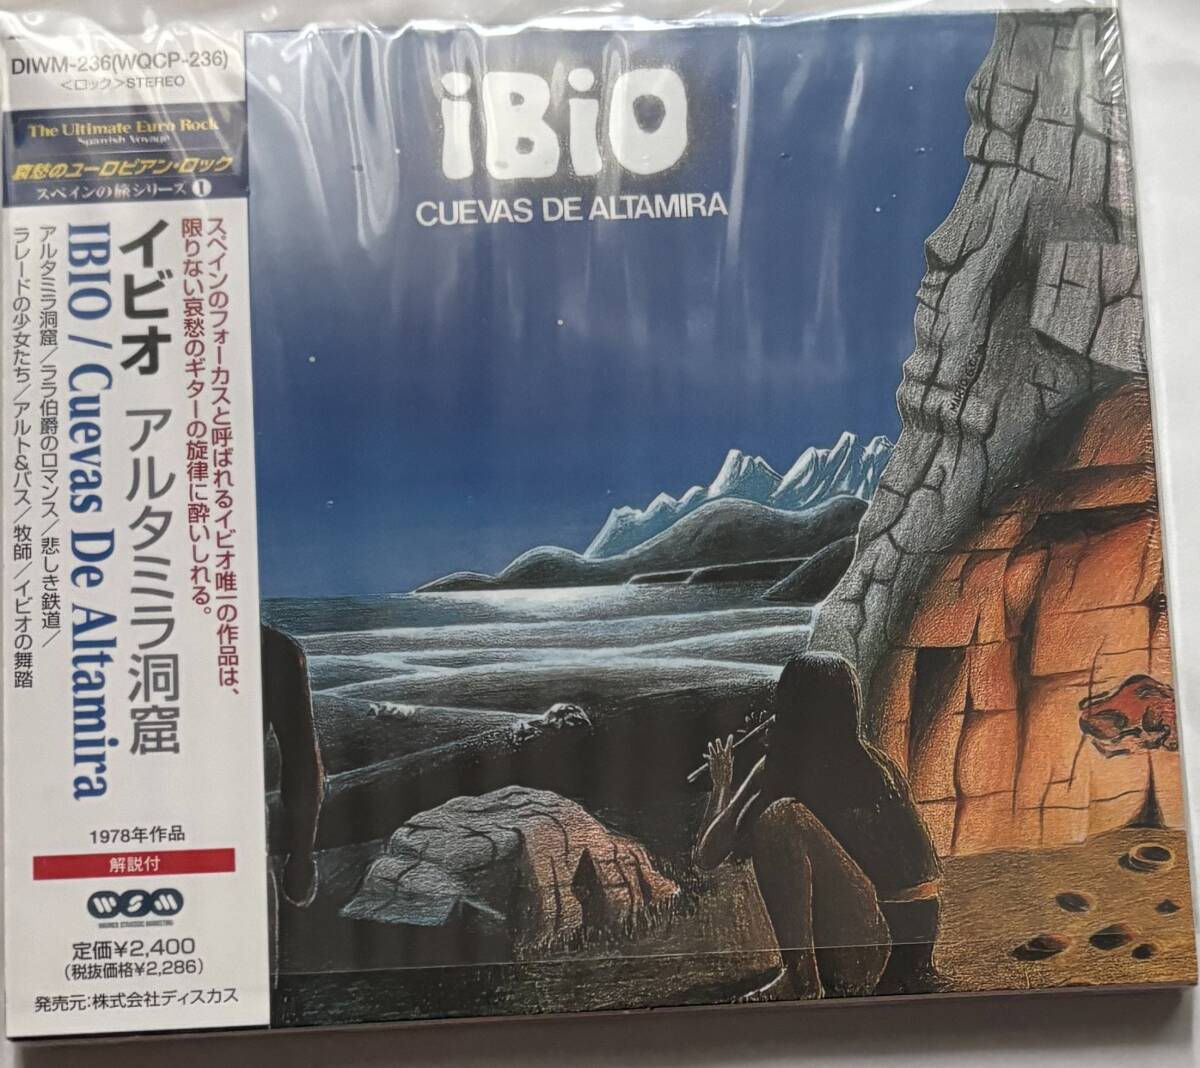 DIWM-236(WQCP-236)
<ロック>STEREO
The Ultimate Euro Rock
Spanish Voyage
哀愁のユーロピアン・ロック
スペインの旅シリーズ❶
スペインのフォーカスと呼ばれるイビオ唯一の作品は、
限りない哀愁のギターの旋律に酔いしれる。
イビオ アルタミラ洞窟
IBIO / Cuevas De Altamira
アルタミラ洞窟/ララ伯爵のロマンス/悲しき鉄道/
ラレードの少女たち/アルト&バス/牧師/イビオの舞踏
1978年作品
解説付
WSM
WARNER STRATEGIC MARKETING
定価¥2,400
(税抜価格¥2,286)
発売元:株式会社ディスカス
iBiO
CUEVAS DE ALTAMIRA